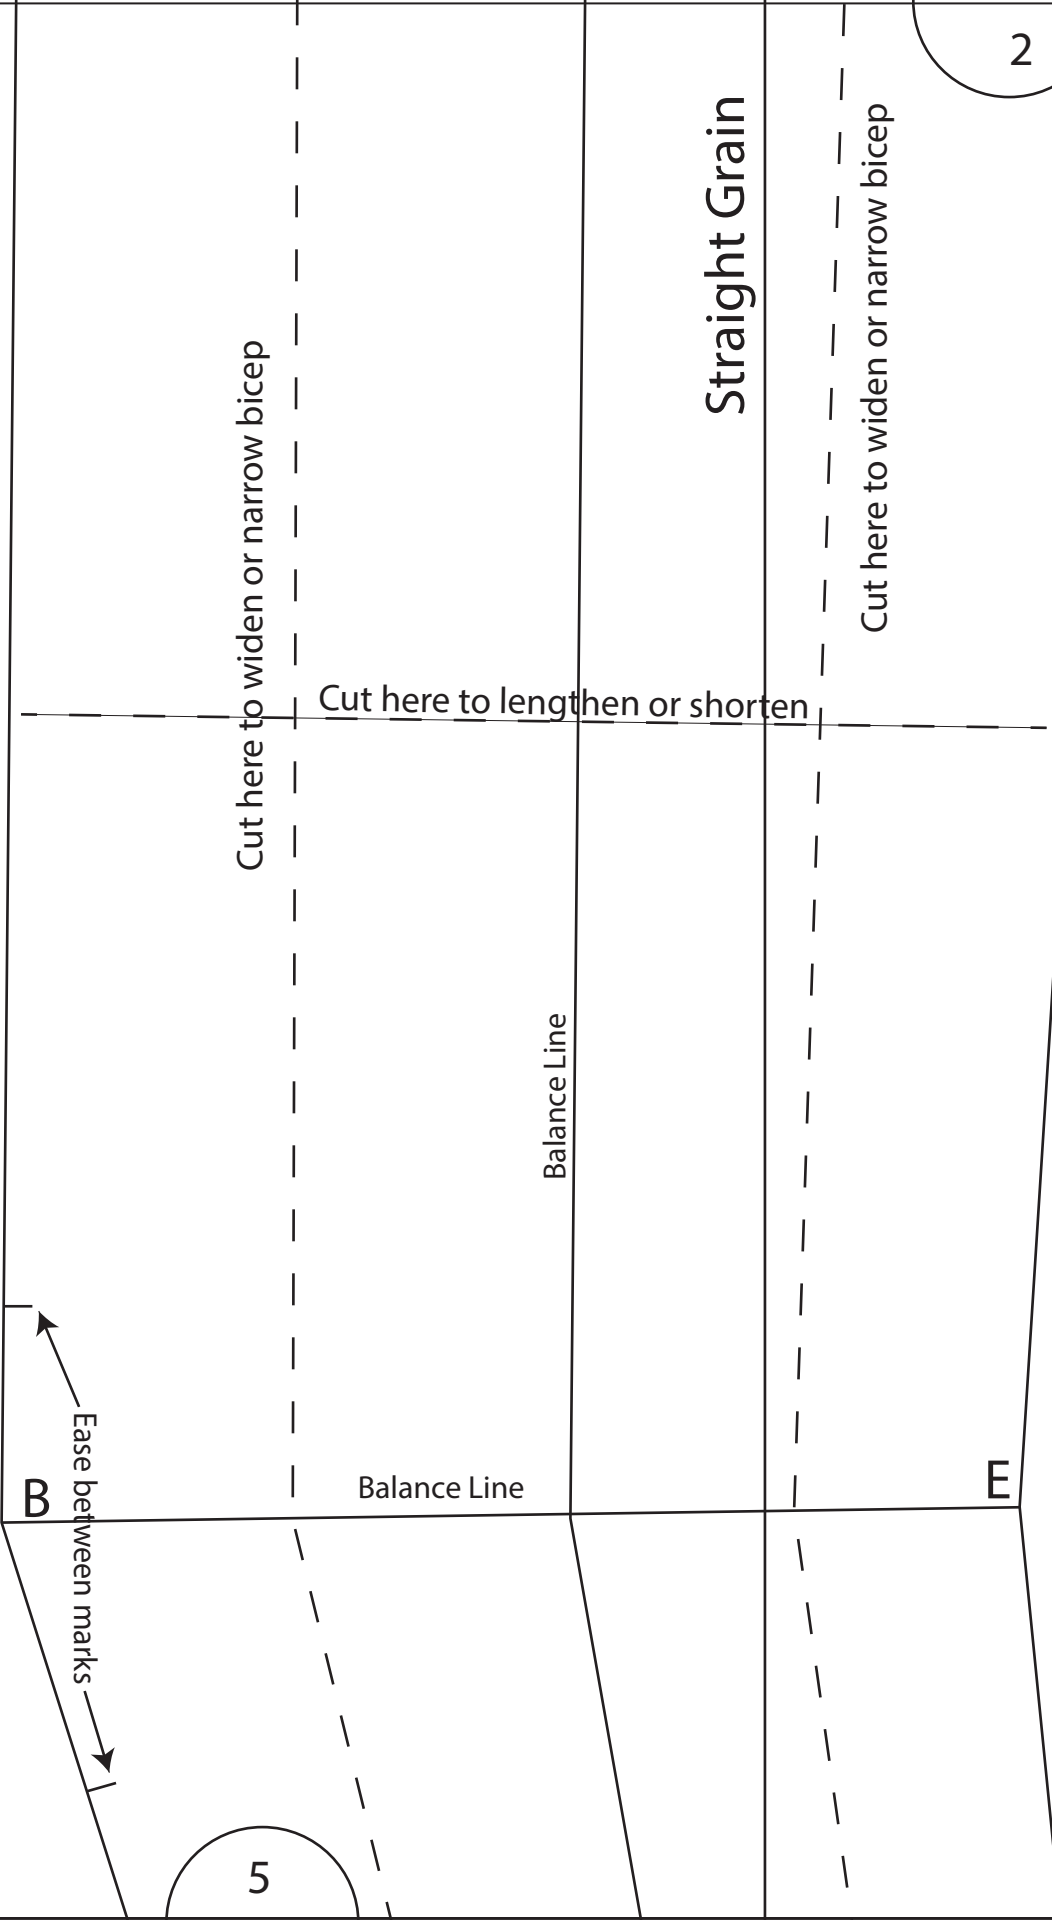 2
Straight Grain
Cut here to widen or narrow bicep
Cut here to widen or narrow bicep
Cut here to lengthen or shorten
Balance Line
Ease between marks
B
Balance Line
E
5